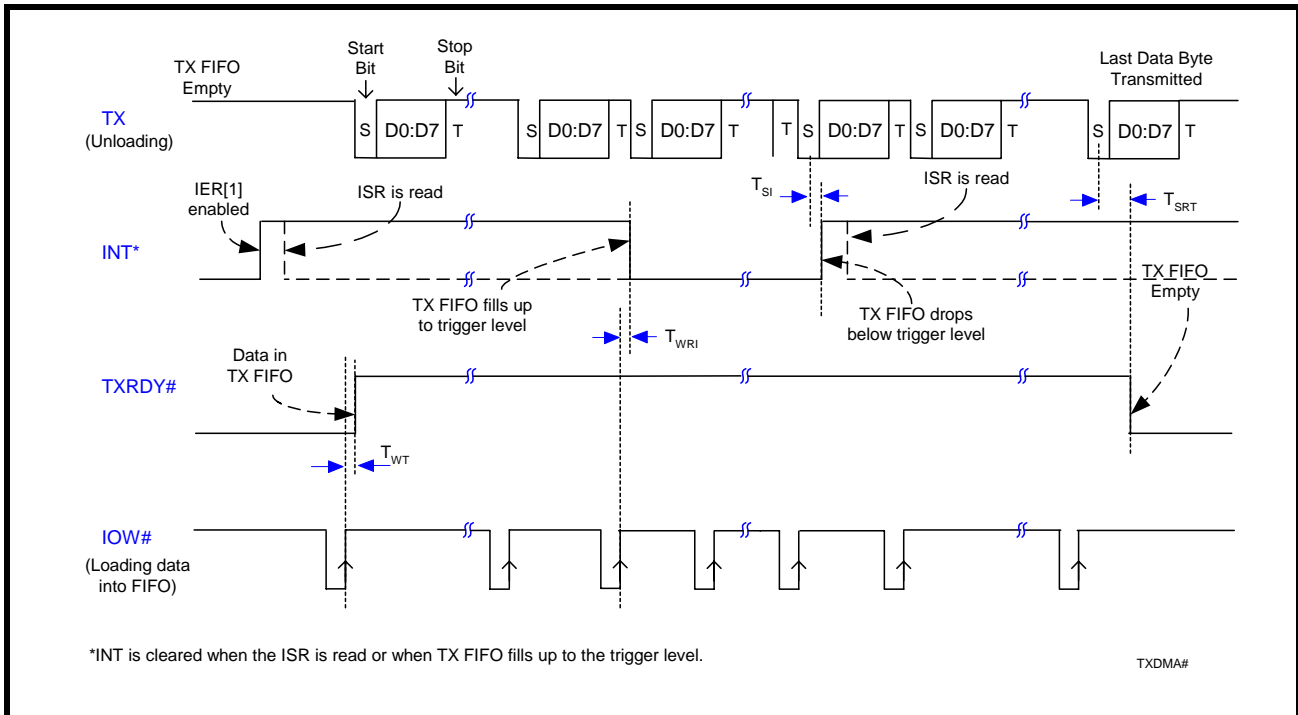 TX FIFO
Empty
Start
Bit
Stop
Bit
Last Data Byte
Transmitted
TX
(Unloading)
S D0:D7 T S D0:D7 T S D0:D7 T T S D0:D7 T S D0:D7 T S D0:D7 T
IER[1]
enabled
ISR is read
TSI
ISR is read
TSRT
INT*
TX FIFO fills up
to trigger level
TX FIFO drops
below trigger level
TX FIFO
Empty
TWRI
Data in
TX FIFO
TXRDY#
TWT
IOW#
(Loading data
into FIFO)
*INT is cleared when the ISR is read or when TX FIFO fills up to the trigger level.
TXDMA#